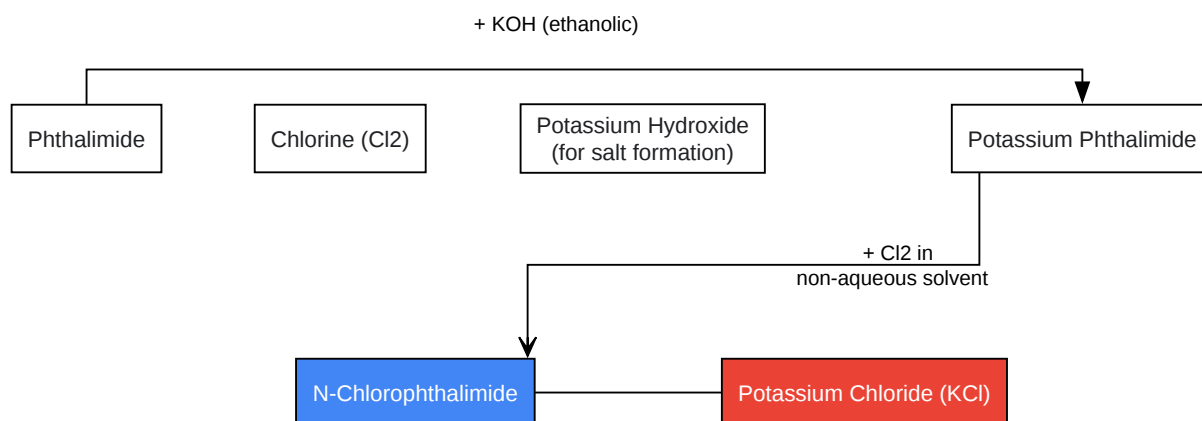 + KOH (ethanolic)
Phthalimide
Chlorine (Cl2)
Potassium Hydroxide
(for salt formation)
Potassium Phthalimide
+ Cl2 in
non-aqueous solvent
N-Chlorophthalimide
Potassium Chloride (KCl)